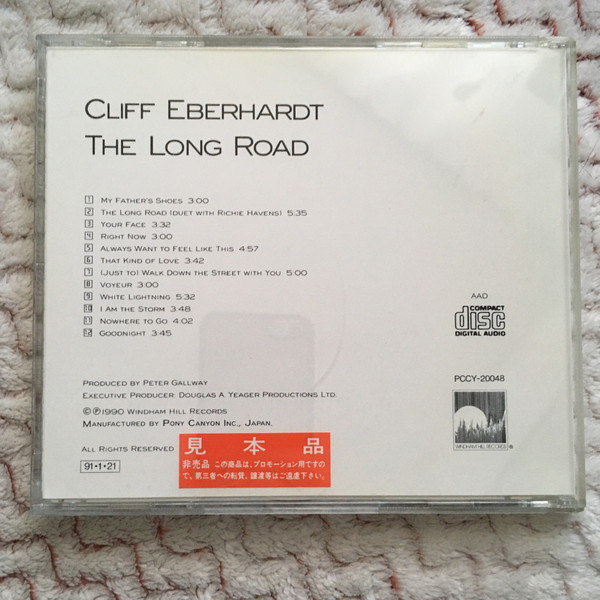 CLIFF EBERHARDT
THE LONG ROAD
1 MY FATHER'S SHOES 3:00
2 THE LONG ROAD (DUET WITH RICHIE HAVENS) 5:35
3 YOUR FACE 3:32
4 RIGHT NOW 3:00
5 ALWAYS WANT TO FEEL LIKE THIS 4:57
6 THAT KIND OF LOVE 3:42
7 (JUST TO) WALK DOWN THE STREET WITH YOU 5:00
8 VOYEUR 3:00
9 WHITE LIGHTNING 5:32
10 I AM THE STORM 3:48
11 NOWHERE TO GO 4:02
12 GOODNIGHT 3:45
AAD
COMPACT
disc
DIGITAL AUDIO
PCCY-20048
WINDHAM HILL RECORDS ®
PRODUCED BY PETER GALLWAY
EXECUTIVE PRODUCER: DOUGLAS A. YEAGER PRODUCTIONS LTD.
©℗1990 WINDHAM HILL RECORDS
MANUFACTURED BY PONY CANYON INC., JAPAN.
ALL RIGHTS RESERVED
91・1・21
見本品
非売品 この商品は、プロモーション用ですの
で、第三者への転貸、譲渡等はご遠慮下さい。